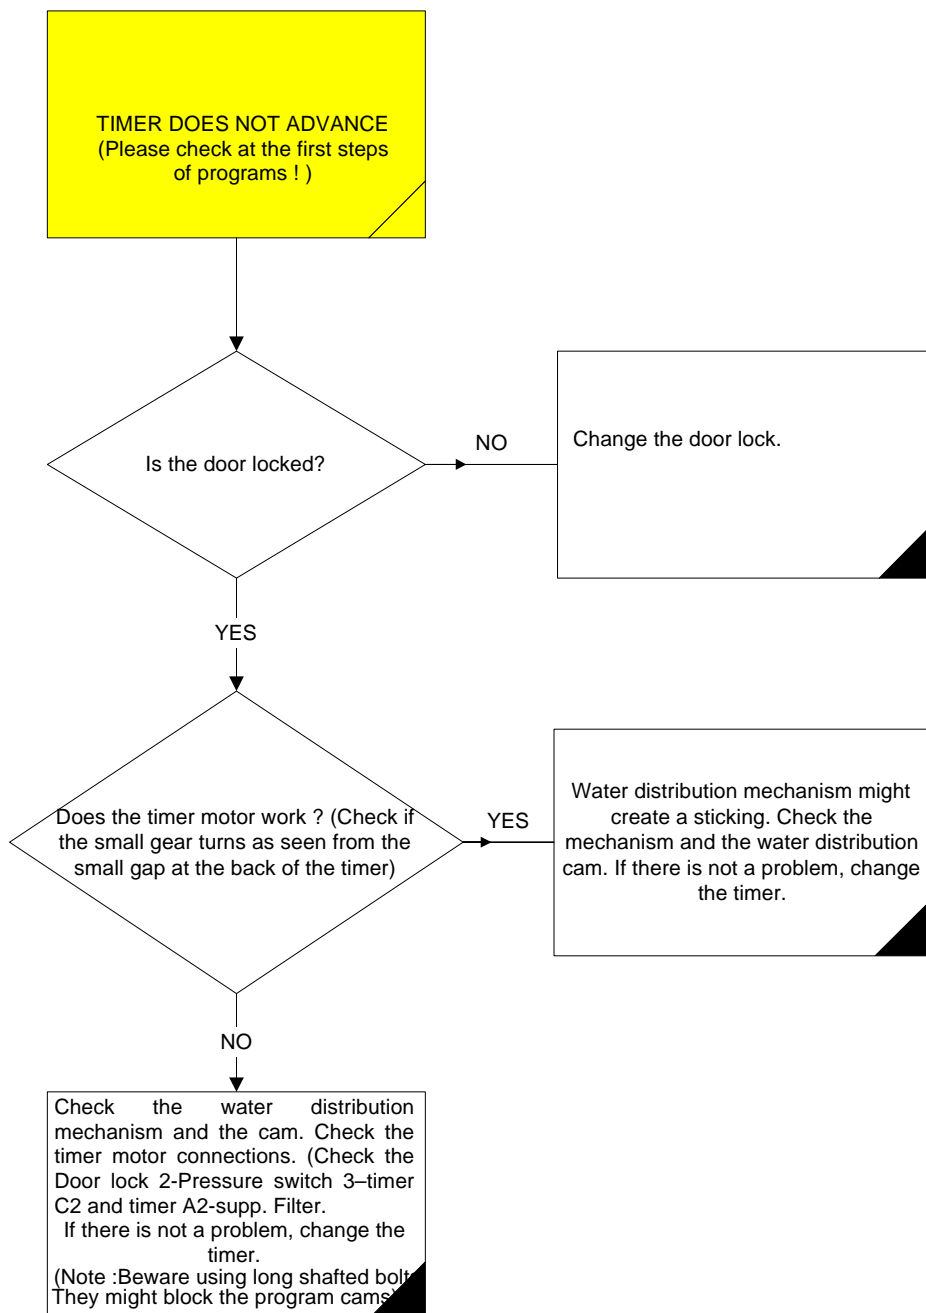 TIMER DOES NOT ADVANCE
(Please check at the first steps
of programs ! )
Is the door locked?
NO
Change the door lock.
YES
Does the timer motor work ? (Check if
the small gear turns as seen from the
small gap at the back of the timer)
YES
Water distribution mechanism might
create a sticking. Check the
mechanism and the water distribution
cam. If there is not a problem, change
the timer.
NO
Check the water distribution
mechanism and the cam. Check the
timer motor connections. (Check the
Door lock 2-Pressure switch 3–timer
C2 and timer A2-supp. Filter.
If there is not a problem, change the
timer.
(Note :Beware using long shafted bolts
They might block the program cams)